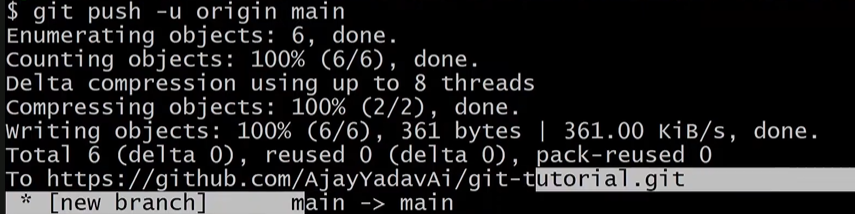 $ git push -u origin main
Enumerating objects: 6, done.
Counting objects: 100% (6/6), done.
Delta compression using up to 8 threads
Compressing objects: 100% (2/2), done.
Writing objects: 100% (6/6), 361 bytes | 361.00 KiB/s, done.
Total 6 (delta 0), reused 0 (delta 0), pack-reused 0
To https://github.com/AjayYadavAi/git-tutorial.git
 * [new branch]      main -> main